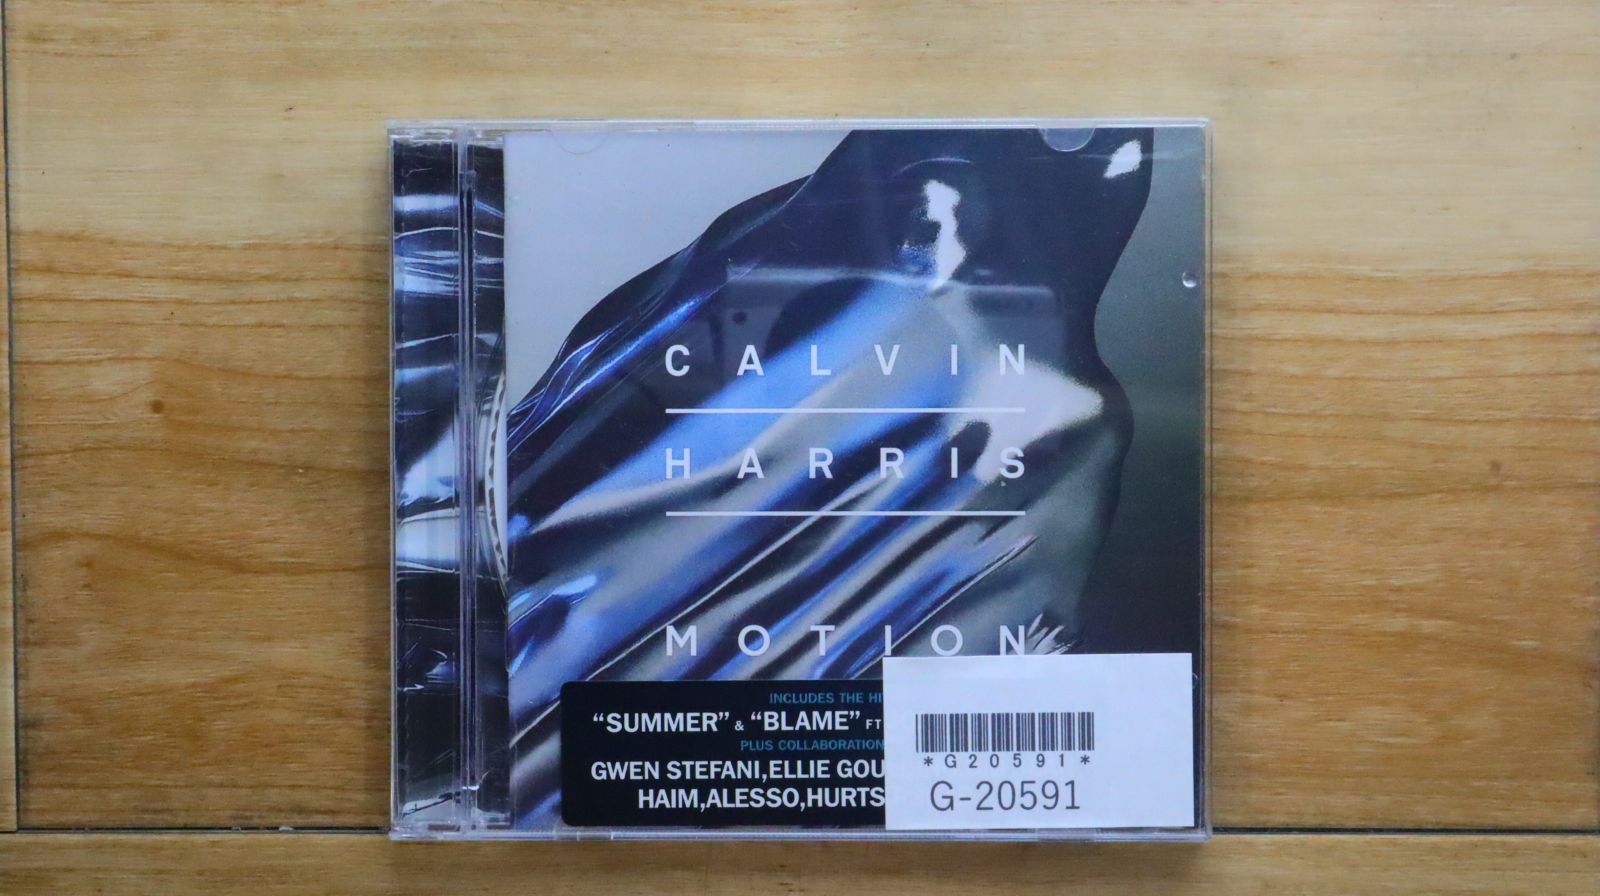 CALVIN
HARRIS
MOTION
INCLUDES THE HI
“SUMMER” & “BLAME” FT
PLUS COLLABORATION
GWEN STEFANI,ELLIE GOU
HAIM,ALESSO,HURTS
*G20591*
G-20591